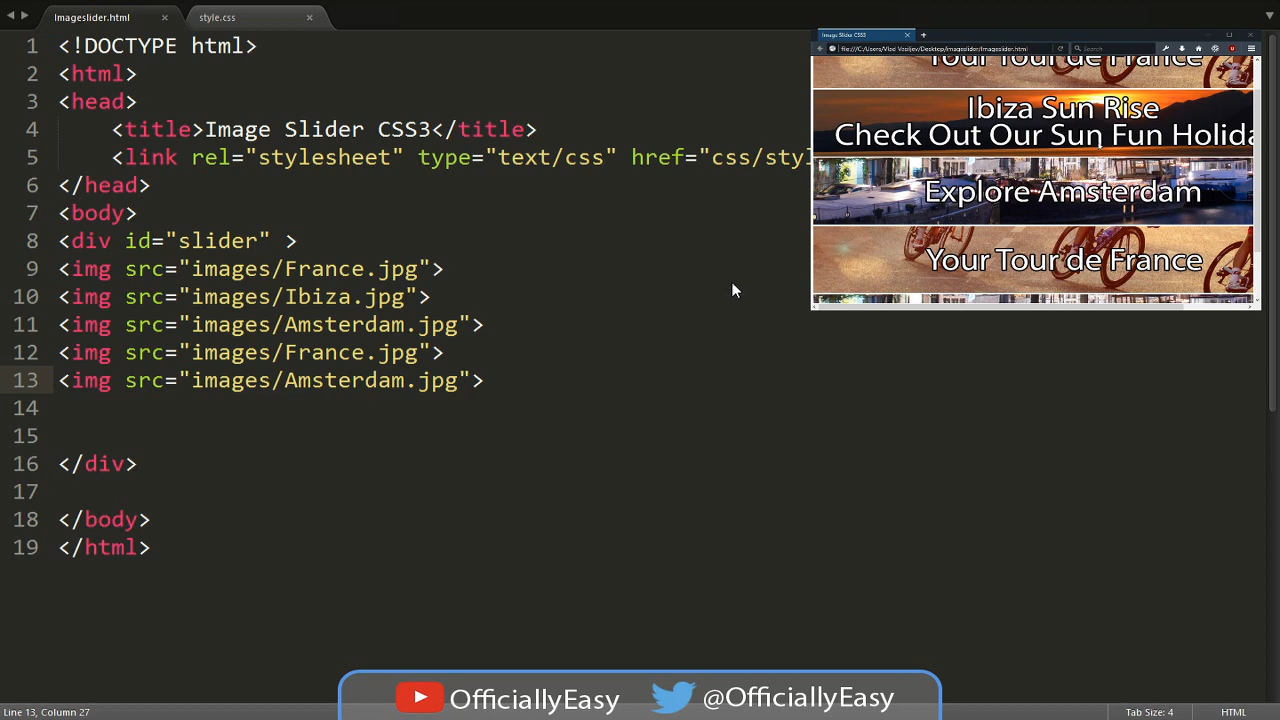 Imageslider.html × style.css ×
1 <!DOCTYPE html>
2 <html>
3 <head>
4 <title>Image Slider CSS3</title>
5 <link rel="stylesheet" type="text/css" href="css/styl
6 </head>
7 <body>
8 <div id="slider" >
9 <img src="images/France.jpg">
10 <img src="images/Ibiza.jpg">
11 <img src="images/Amsterdam.jpg">
12 <img src="images/France.jpg">
13 <img src="images/Amsterdam.jpg">
14
15
16 </div>
17
18 </body>
19 </html>
Image Slider CSS3
file:///C:/Users/Vlad Vasiljev/Desktop/imageslider/Imageslider.html Search
Your Tour de France
Ibiza Sun Rise
Check Out Our Sun Fun Holida
Explore Amsterdam
Your Tour de France
OfficiallyEasy @OfficiallyEasy
Line 13, Column 27 Tab Size: 4 HTML